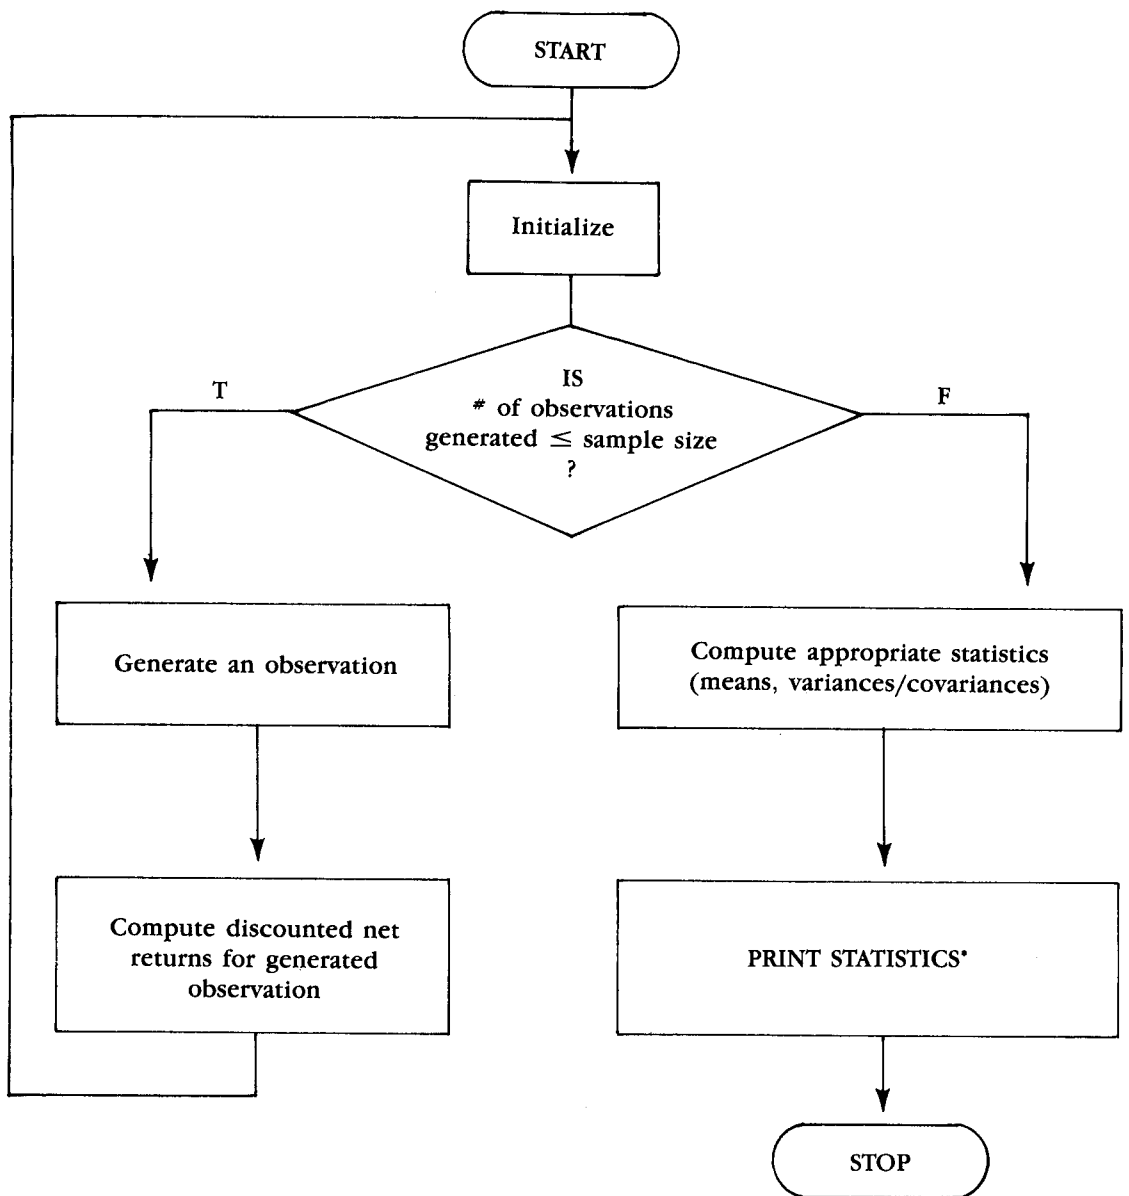 START
Initialize
IS
# of observations
generated ≤ sample size
?
T
F
Generate an observation
Compute appropriate statistics
(means, variances/covariances)
Compute discounted net
returns for generated
observation
PRINT STATISTICS*
STOP